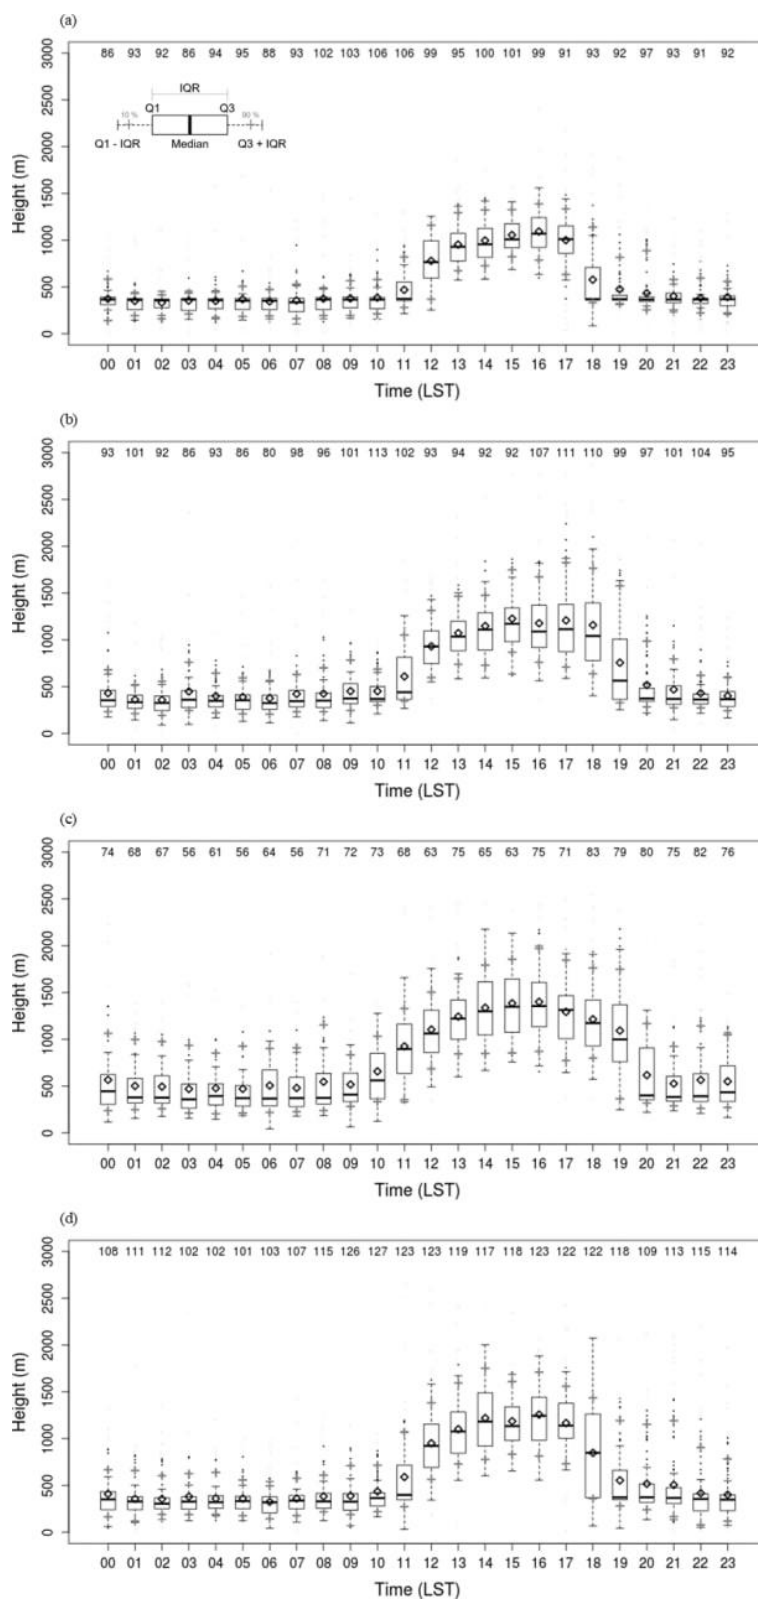 (a)
86 93 92 86 94 95 88 93 102 103 106 106 99 95 100 101 99 91 93 92 97 93 91 92
IQR
Q1 Q3
10 % 90 %
Q1 - IQR Median Q3 + IQR
Height (m)
3000
2500
2000
1500
1000
500
0
00 01 02 03 04 05 06 07 08 09 10 11 12 13 14 15 16 17 18 19 20 21 22 23
Time (LST)
(b)
93 101 92 86 93 86 80 98 96 101 113 102 93 94 92 92 107 111 110 99 97 101 104 95
Height (m)
3000
2500
2000
1500
1000
500
0
00 01 02 03 04 05 06 07 08 09 10 11 12 13 14 15 16 17 18 19 20 21 22 23
Time (LST)
(c)
74 68 67 56 61 56 64 56 71 72 73 68 63 75 65 63 75 71 83 79 80 75 82 76
Height (m)
3000
2500
2000
1500
1000
500
0
00 01 02 03 04 05 06 07 08 09 10 11 12 13 14 15 16 17 18 19 20 21 22 23
Time (LST)
(d)
108 111 112 102 102 101 103 107 115 126 127 123 123 119 117 118 123 122 122 118 109 113 115 114
Height (m)
3000
2500
2000
1500
1000
500
0
00 01 02 03 04 05 06 07 08 09 10 11 12 13 14 15 16 17 18 19 20 21 22 23
Time (LST)